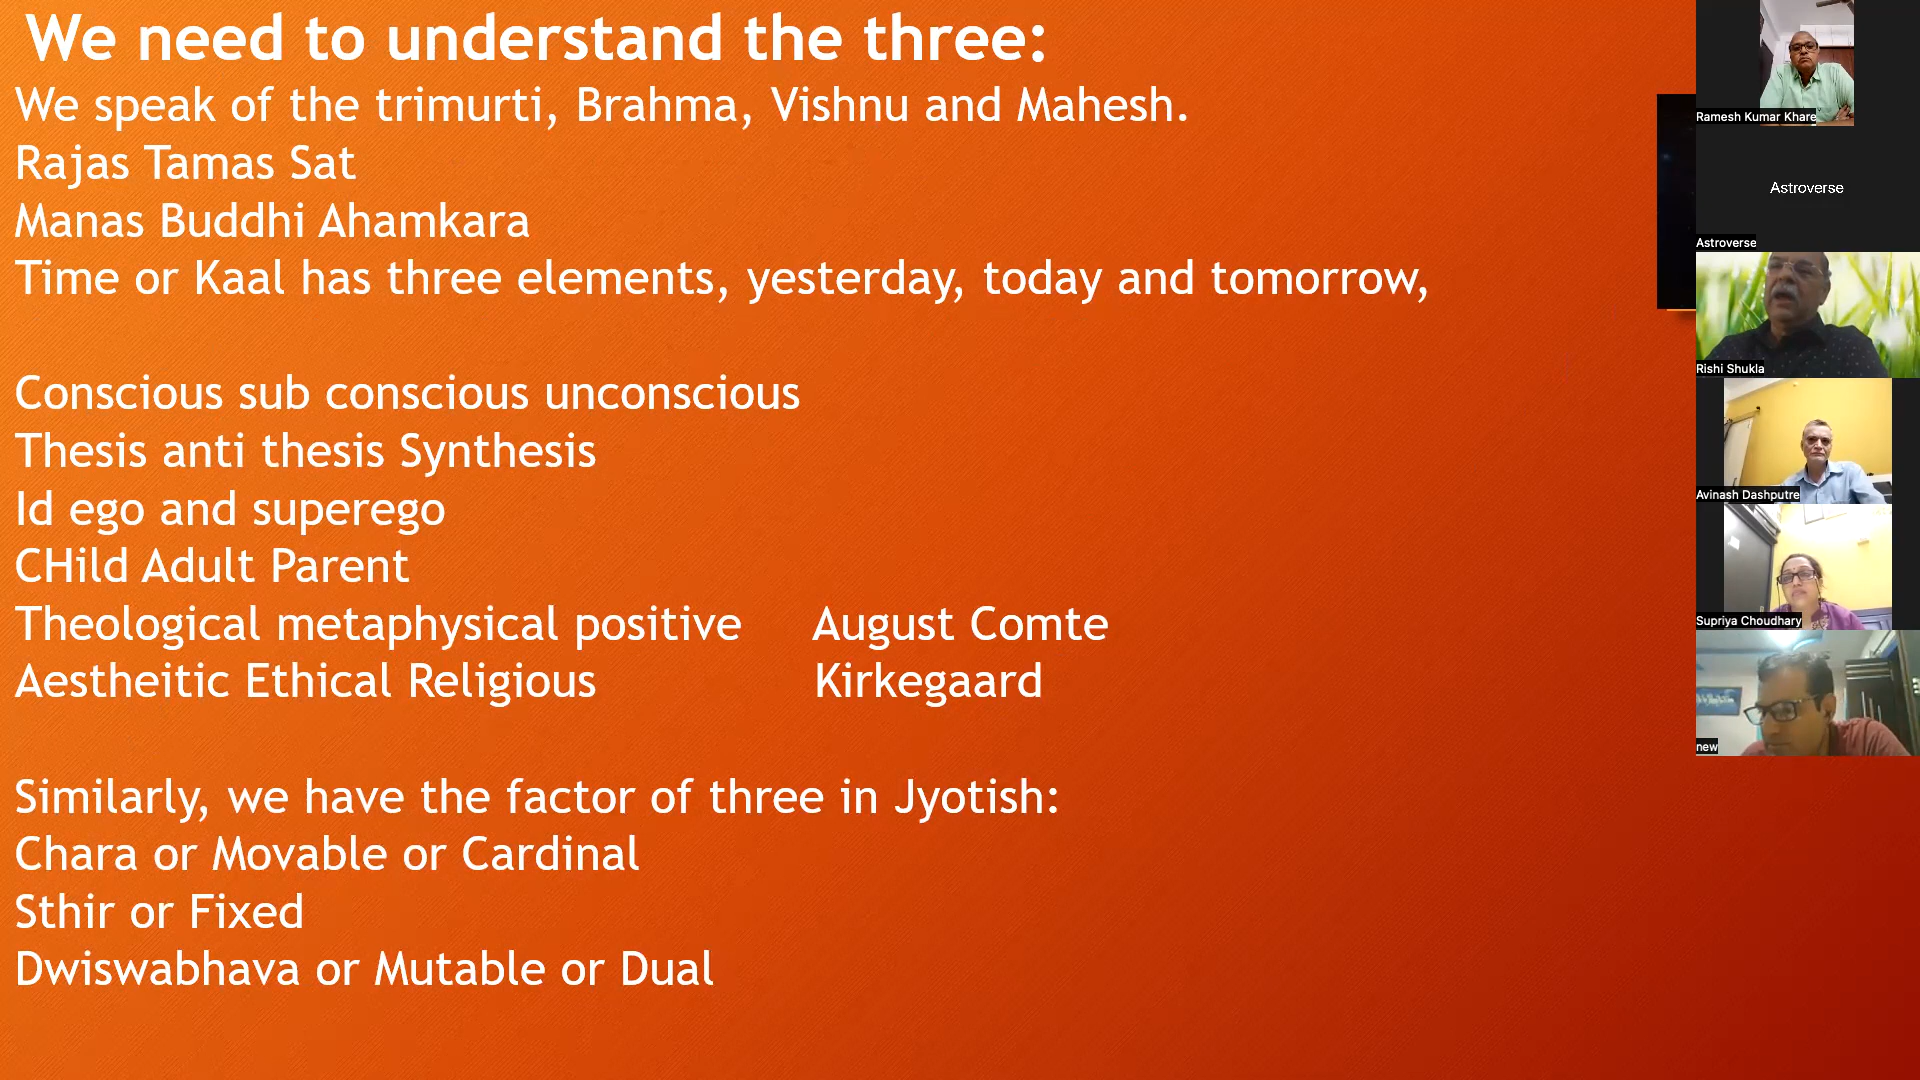 We need to understand the three:
We speak of the trimurti, Brahma, Vishnu and Mahesh.
Rajas Tamas Sat
Manas Buddhi Ahamkara
Time or Kaal has three elements, yesterday, today and tomorrow,
Conscious sub conscious unconscious
Thesis anti thesis Synthesis
Id ego and superego
CHild Adult Parent
Theological metaphysical positive August Comte
Aestheitic Ethical Religious Kirkegaard
Similarly, we have the factor of three in Jyotish:
Chara or Movable or Cardinal
Sthir or Fixed
Dwiswabhava or Mutable or Dual
Ramesh Kumar Khare
Astroverse
Astroverse
Rishi Shukla
Avinash Dashputre
Supriya Choudhary
new